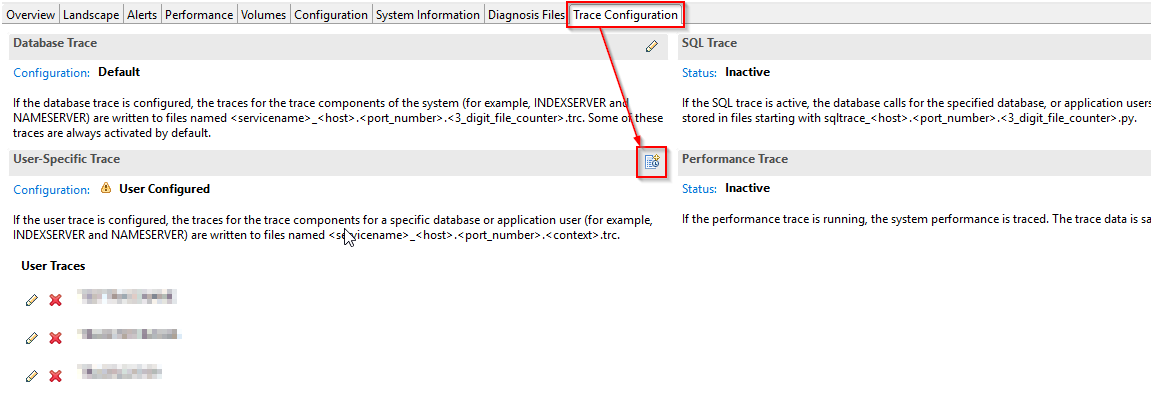 Overview Landscape Alerts Performance Volumes Configuration System Information Diagnosis Files Trace Configuration
Database Trace
Configuration: Default
If the database trace is configured, the traces for the trace components of the system (for example, INDEXSERVER and
NAMESERVER) are written to files named <servicename>_<host>.<port_number>.<3_digit_file_counter>.trc. Some of these
traces are always activated by default.
SQL Trace
Status: Inactive
If the SQL trace is active, the database calls for the specified database, or application users
stored in files starting with sqltrace_<host>.<port_number>.<3_digit_file_counter>.py.
User-Specific Trace
Configuration: User Configured
If the user trace is configured, the traces for the trace components for a specific database or application user (for example,
INDEXSERVER and NAMESERVER) are written to files named <servicename>_<host>.<port_number>.<context>.trc.
User Traces
Performance Trace
Status: Inactive
If the performance trace is running, the system performance is traced. The trace data is sa